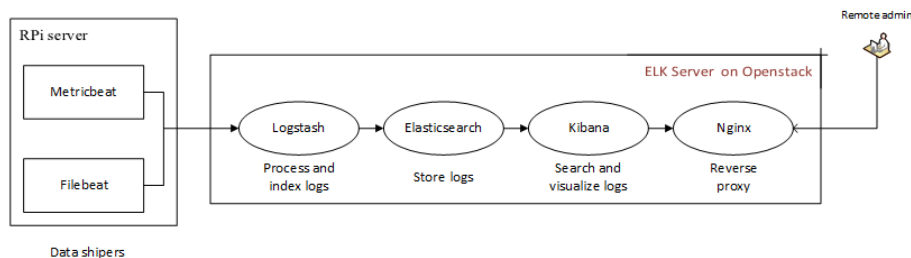 Remote admin
RPi server
ELK Server on Openstack
Metricbeat
Logstash
Elasticsearch
Kibana
Nginx
Process and
index logs
Store logs
Search and
visualize logs
Reverse
proxy
Filebeat
Data shipers